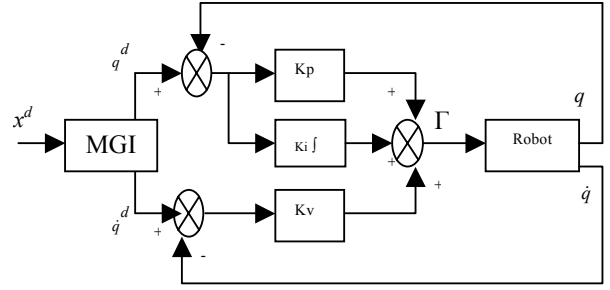 -
q^d
Kp
+
+
q
x^d
MGI
Ki ∫
+
Γ
Robot
q̇
q̇^d
+
Kv
+
-